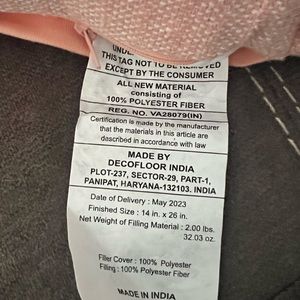 UNDE
THIS TAG NOT TO BE REMOVED
EXCEPT BY THE CONSUMER
ALL NEW MATERIAL
consisting of
100% POLYESTER FIBER
REG. NO. VA28079(IN)
Certification is made by the manufacturer
that the materials in this article are
described in accordance with law
MADE BY
DECOFLOOR INDIA
PLOT-237, SECTOR-29, PART-1,
PANIPAT, HARYANA-132103. INDIA
Date of Delivery : May 2023
Finished Size : 14 in. x 26 in.
Net Weight of Filling Material : 2.00 lbs.
32.03 oz.
Filler Cover : 100% Polyester
Filling : 100% Polyester Fiber
MADE IN INDIA